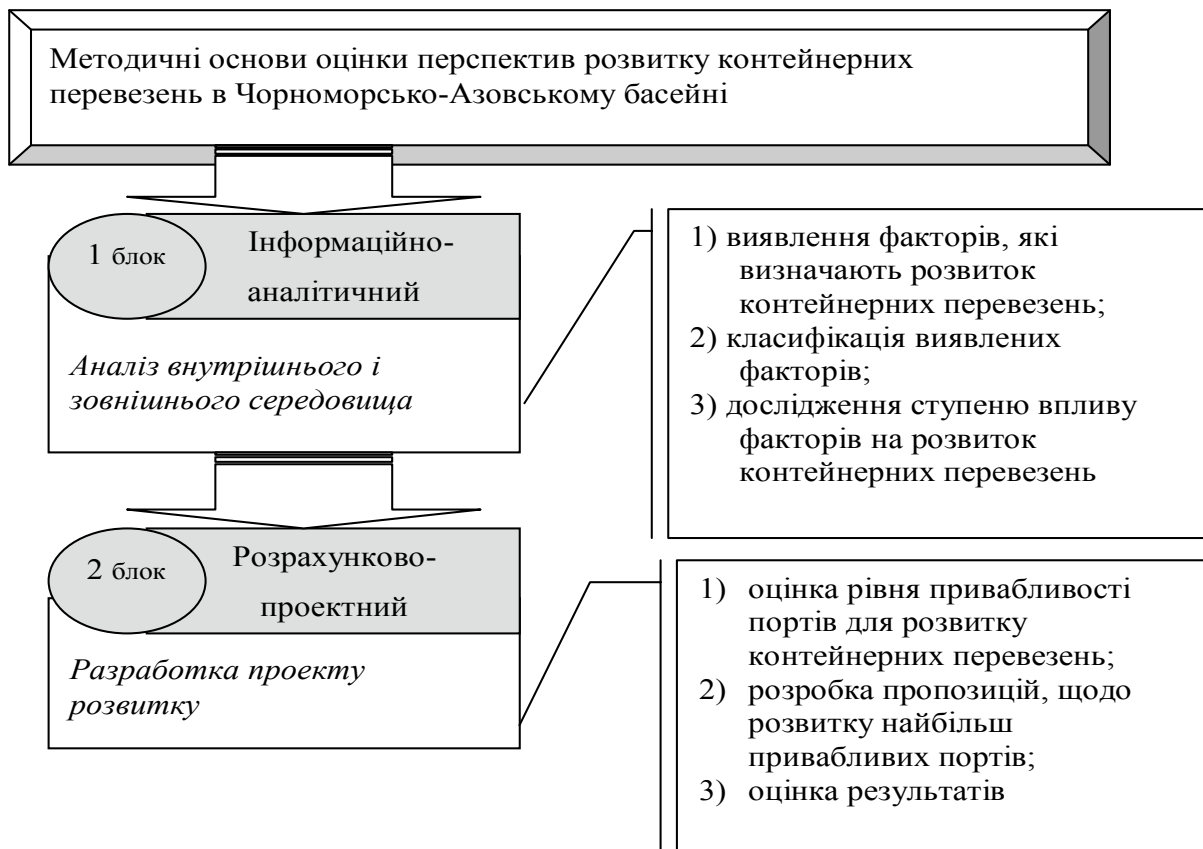 Методичні основи оцінки перспектив розвитку контейнерних
перевезень в Чорноморсько-Азовському басейні
1 блок
Інформаційно-
аналітичний
Аналіз внутрішнього і
зовнішнього середовища
1) виявлення факторів, які
визначають розвиток
контейнерних перевезень;
2) класифікація виявлених
факторів;
3) дослідження ступеню впливу
факторів на розвиток
контейнерних перевезень
2 блок
Розрахунково-
проектний
Разработка проекту
розвитку
1) оцінка рівня привабливості
портів для розвитку
контейнерних перевезень;
2) розробка пропозицій, щодо
розвитку найбільш
привабливих портів;
3) оцінка результатів